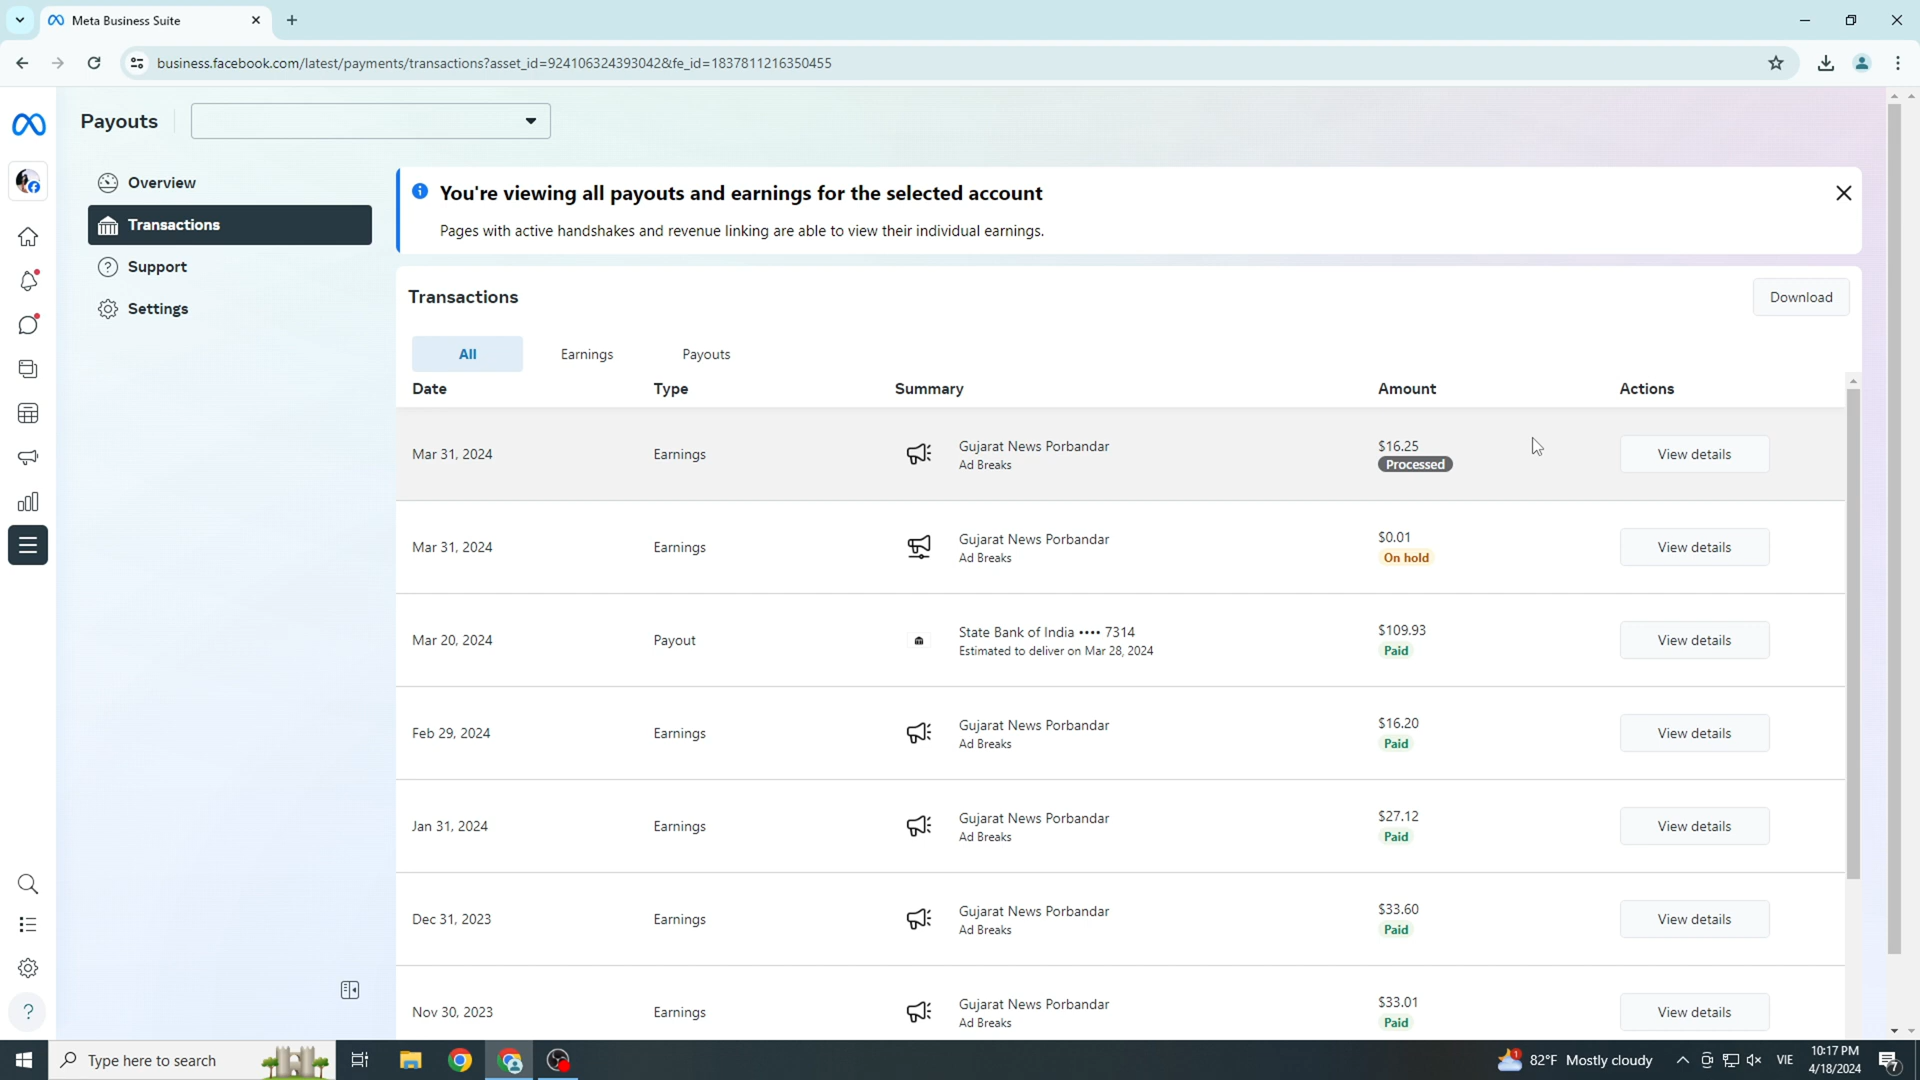 Meta Business Suite
business.facebook.com/latest/payments/transactions?asset_id=924106324393042&fe_id=1837811216350455
Payouts
Overview
Transactions
Support
Settings
You're viewing all payouts and earnings for the selected account
Pages with active handshakes and revenue linking are able to view their individual earnings.
Transactions
Download
All Earnings Payouts
Date Type Summary Amount Actions
Mar 31, 2024 Earnings Gujarat News Porbandar $16.25 View details
Ad Breaks Processed
Mar 31, 2024 Earnings Gujarat News Porbandar $0.01 View details
Ad Breaks On hold
Mar 20, 2024 Payout State Bank of India •••• 7314 $109.93 View details
Estimated to deliver on Mar 28, 2024 Paid
Feb 29, 2024 Earnings Gujarat News Porbandar $16.20 View details
Ad Breaks Paid
Jan 31, 2024 Earnings Gujarat News Porbandar $27.12 View details
Ad Breaks Paid
Dec 31, 2023 Earnings Gujarat News Porbandar $33.60 View details
Ad Breaks Paid
Nov 30, 2023 Earnings Gujarat News Porbandar $33.01 View details
Ad Breaks Paid
Type here to search
1
82°F Mostly cloudy
VIE
10:17 PM
4/18/2024
7